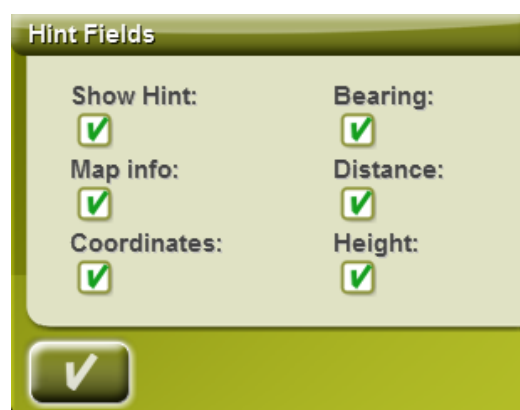 Hint Fields
Show Hint: Bearing:
Map info: Distance:
Coordinates: Height: